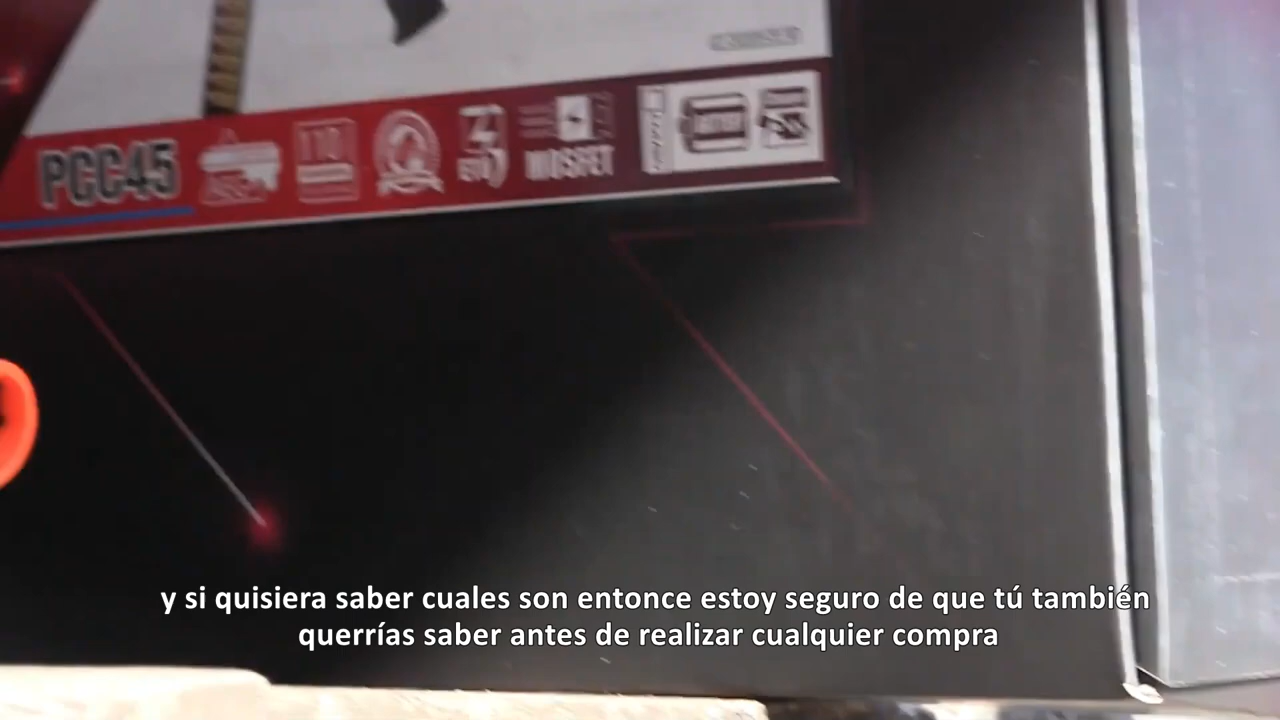 PCC45
110
MOSFET
y si quisiera saber cuales son entonce estoy seguro de que tú también
querrías saber antes de realizar cualquier compra